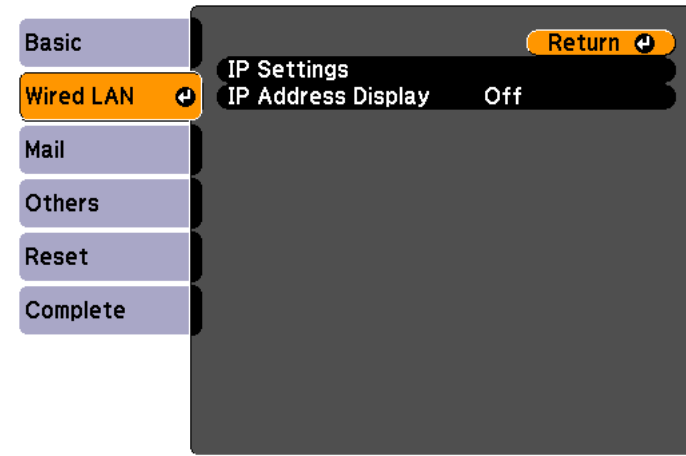 Basic
Wired LAN
Mail
Others
Reset
Complete
Return
IP Settings
IP Address Display Off